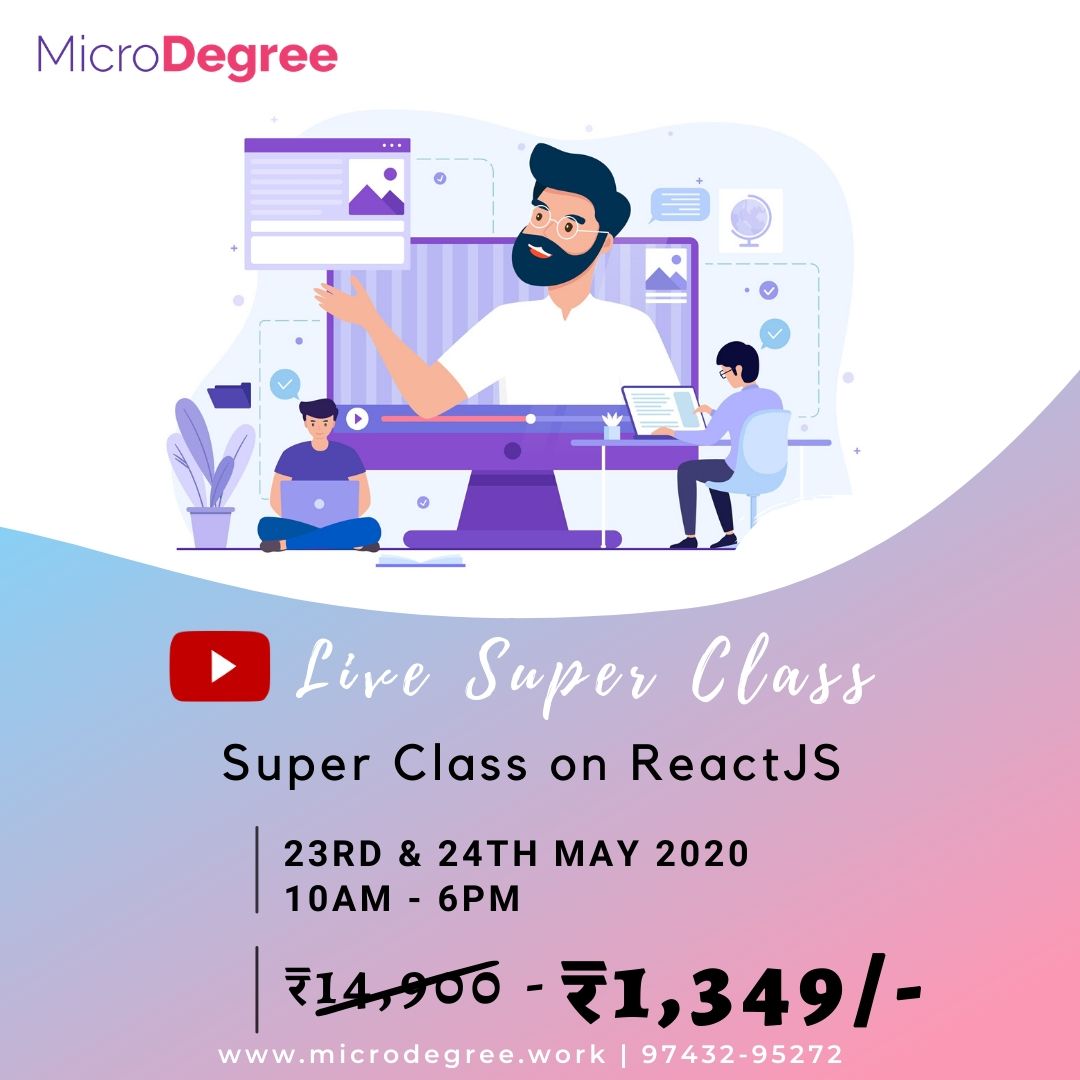 MicroDegree
Live Super Class
Super Class on ReactJS
23RD & 24TH MAY 2020
10AM - 6PM
₹14,900 - ₹1,349/-
www.microdegree.work | 97432-95272